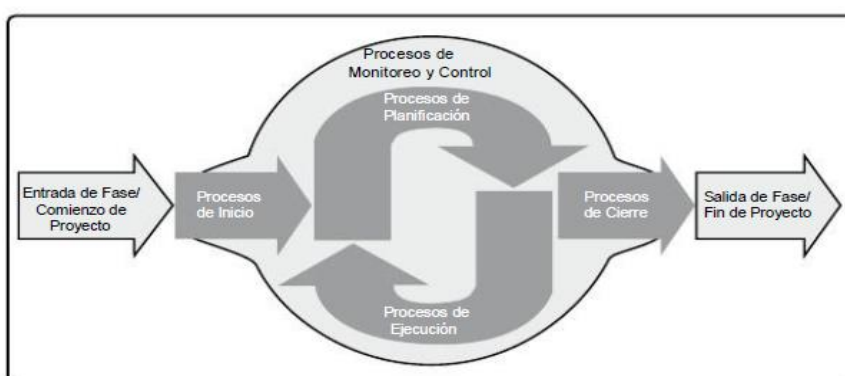 Procesos de
Monitoreo y Control
Procesos de
Planificación
Entrada de Fase/
Comienzo de
Proyecto
Procesos
de Inicio
Procesos
de Cierre
Salida de Fase/
Fin de Proyecto
Procesos de
Ejecución